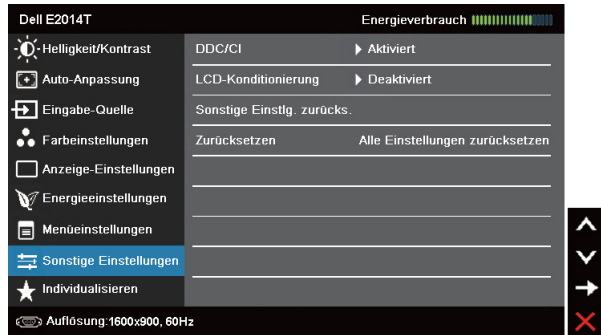 Dell E2014T Energieverbrauch
Helligkeit/Kontrast DDC/CI Aktiviert
Auto-Anpassung LCD-Konditionierung Deaktiviert
Eingabe-Quelle Sonstige Einstlg. zurücks.
Farbeinstellungen Zurücksetzen Alle Einstellungen zurücksetzen
Anzeige-Einstellungen
Energieeinstellungen
Menüeinstellungen
Sonstige Einstellungen
Individualisieren
Auflösung:1600x900, 60Hz